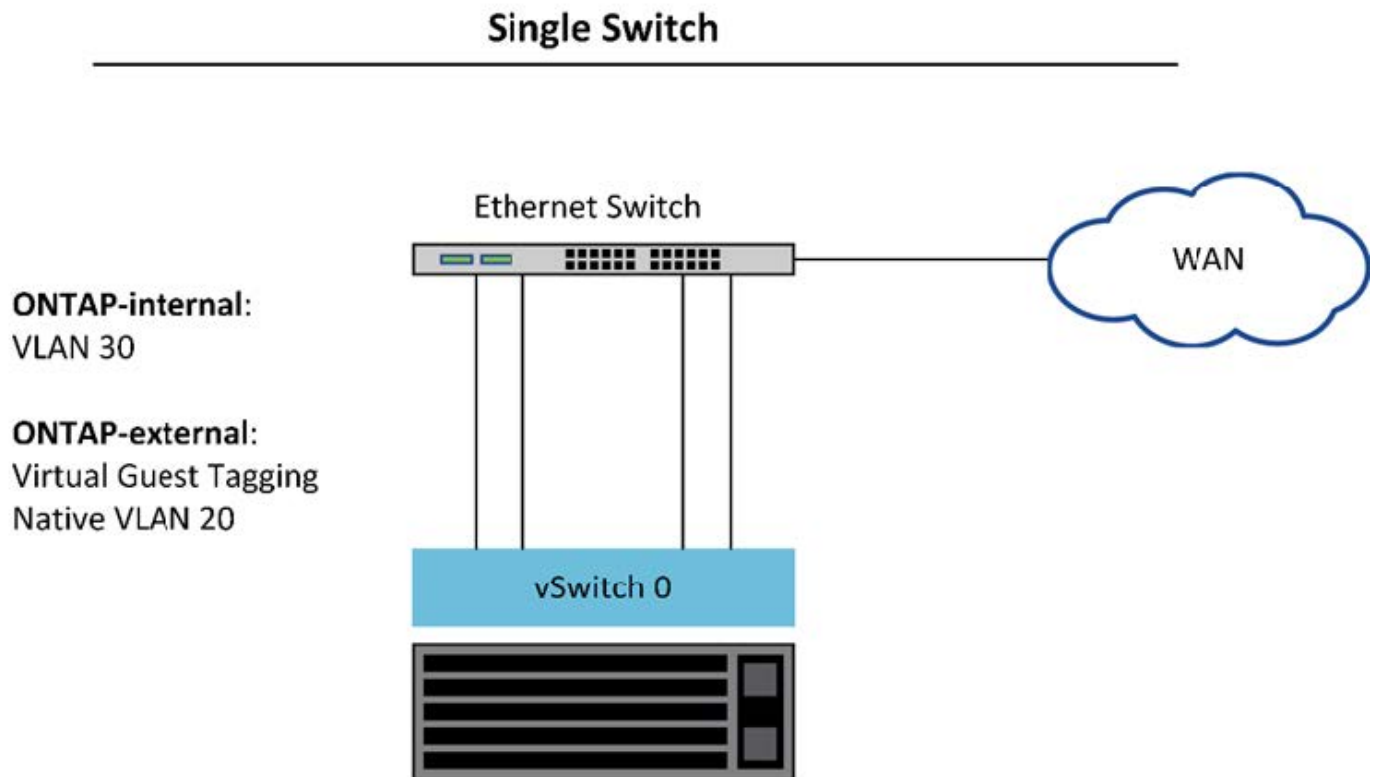 Single Switch
Ethernet Switch
WAN
ONTAP-internal:
VLAN 30
ONTAP-external:
Virtual Guest Tagging
Native VLAN 20
vSwitch 0